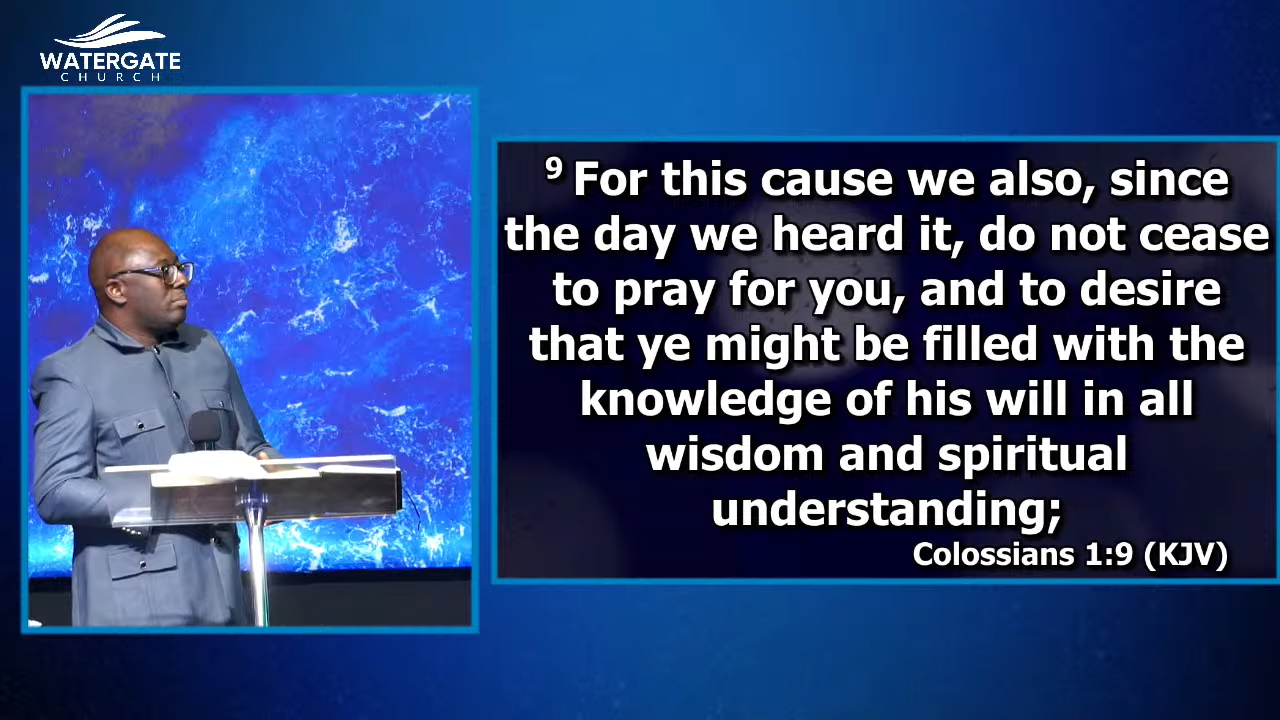 WATERGATE
CHURCH
9 For this cause we also, since
the day we heard it, do not cease
to pray for you, and to desire
that ye might be filled with the
knowledge of his will in all
wisdom and spiritual
understanding;
Colossians 1:9 (KJV)